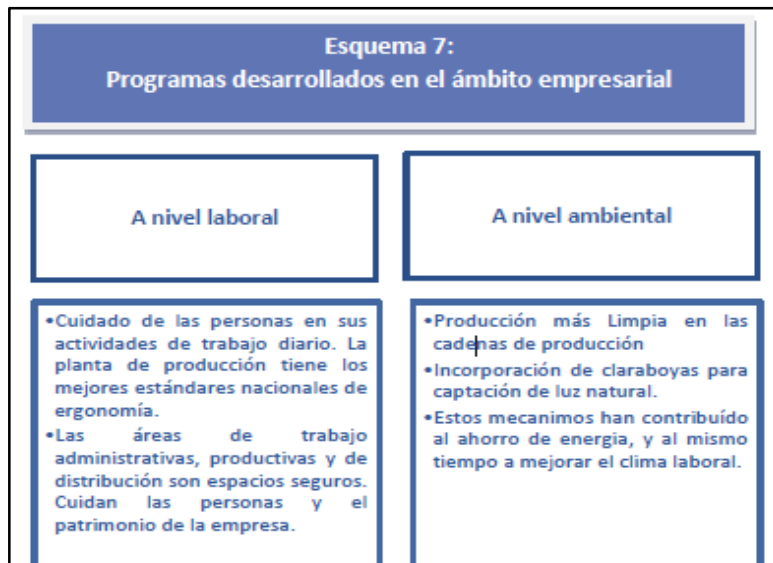 Esquema 7:
Programas desarrollados en el ámbito empresarial
A nivel laboral
•Cuidado de las personas en sus
actividades de trabajo diario. La
planta de producción tiene los
mejores estándares nacionales de
ergonomía.
•Las áreas de trabajo
administrativas, productivas y de
distribución son espacios seguros.
Cuidan las personas y el
patrimonio de la empresa.
A nivel ambiental
•Producción más Limpia en las
cadenas de producción
•Incorporación de claraboyas para
captación de luz natural.
•Estos mecanimos han contribuído
al ahorro de energia, y al mismo
tiempo a mejorar el clima laboral.